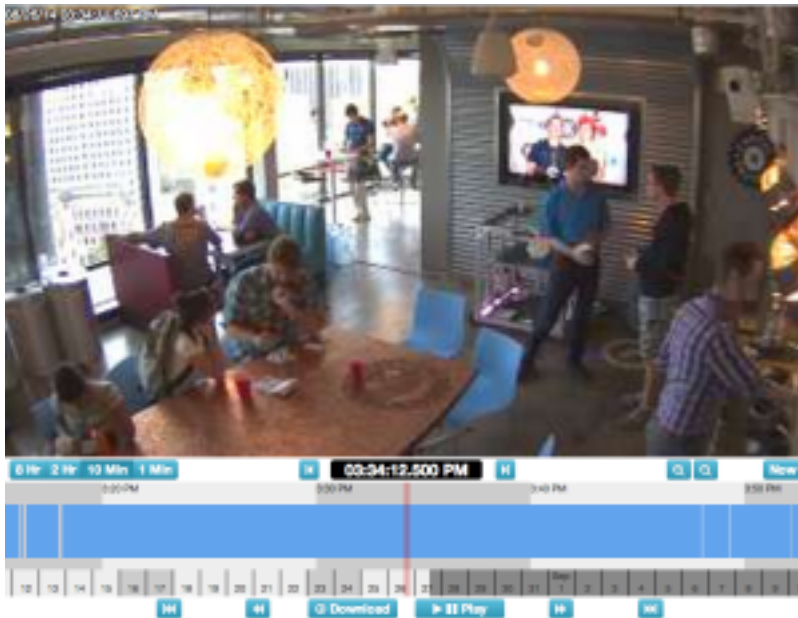 6 Hr 2 Hr 10 Min 1 Min 03:34:12.500 PM Now
3:20 PM 3:30 PM 3:40 PM 3:50 PM
Sep
12 13 14 15 16 17 18 19 20 21 22 23 24 25 26 27 28 29 30 31 1 2 3 4 5 6 7 8 9
Download Play